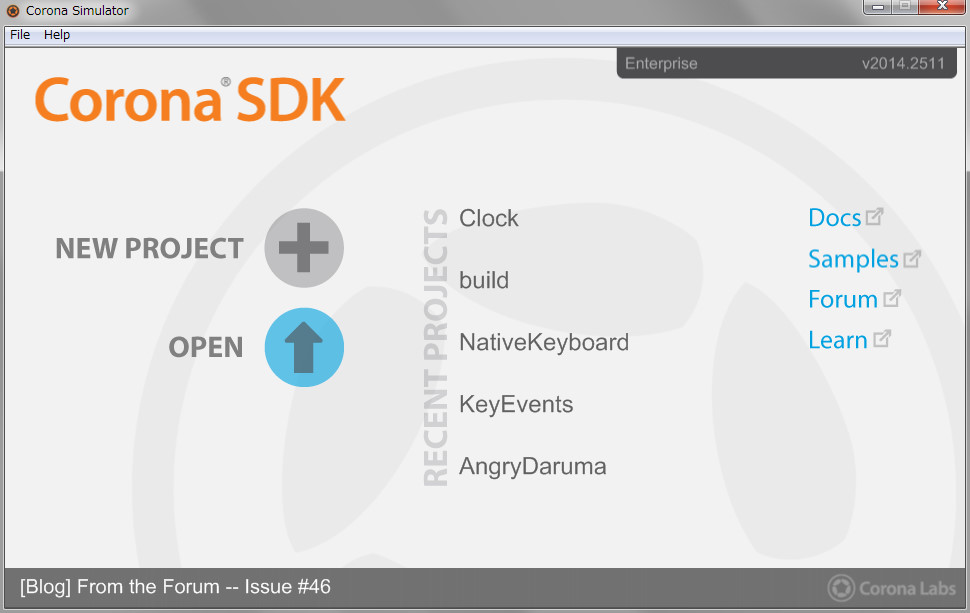 Corona Simulator
File Help
Enterprise v2014.2511
Corona® SDK
NEW PROJECT
OPEN
RECENT PROJECTS
Clock
build
NativeKeyboard
KeyEvents
AngryDaruma
Docs
Samples
Forum
Learn
[Blog] From the Forum -- Issue #46
Corona Labs